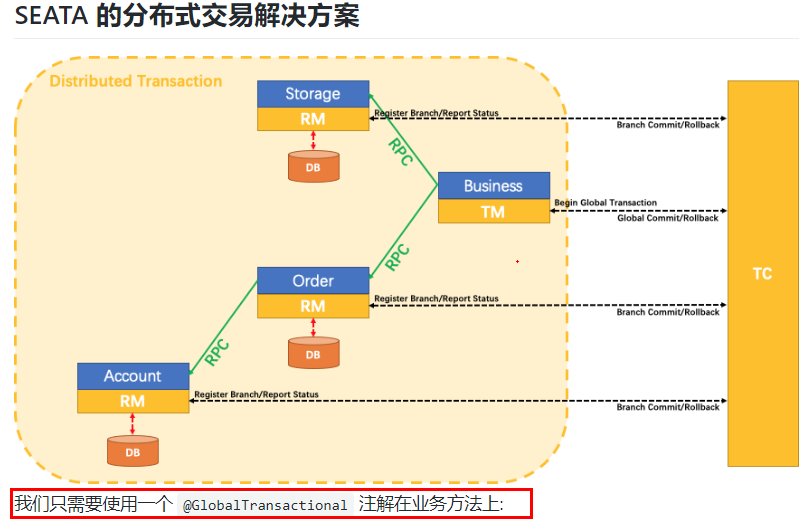 SEATA 的分布式交易解决方案
Distributed Transaction
Storage
RM
Register Branch/Report Status
Branch Commit/Rollback
DB
RPC
Business
TM
Begin Global Transaction
Global Commit/Rollback
TC
RPC
Order
RM
Register Branch/Report Status
Branch Commit/Rollback
DB
RPC
Account
RM
Register Branch/Report Status
Branch Commit/Rollback
DB
我们只需要使用一个 @GlobalTransactional 注解在业务方法上: